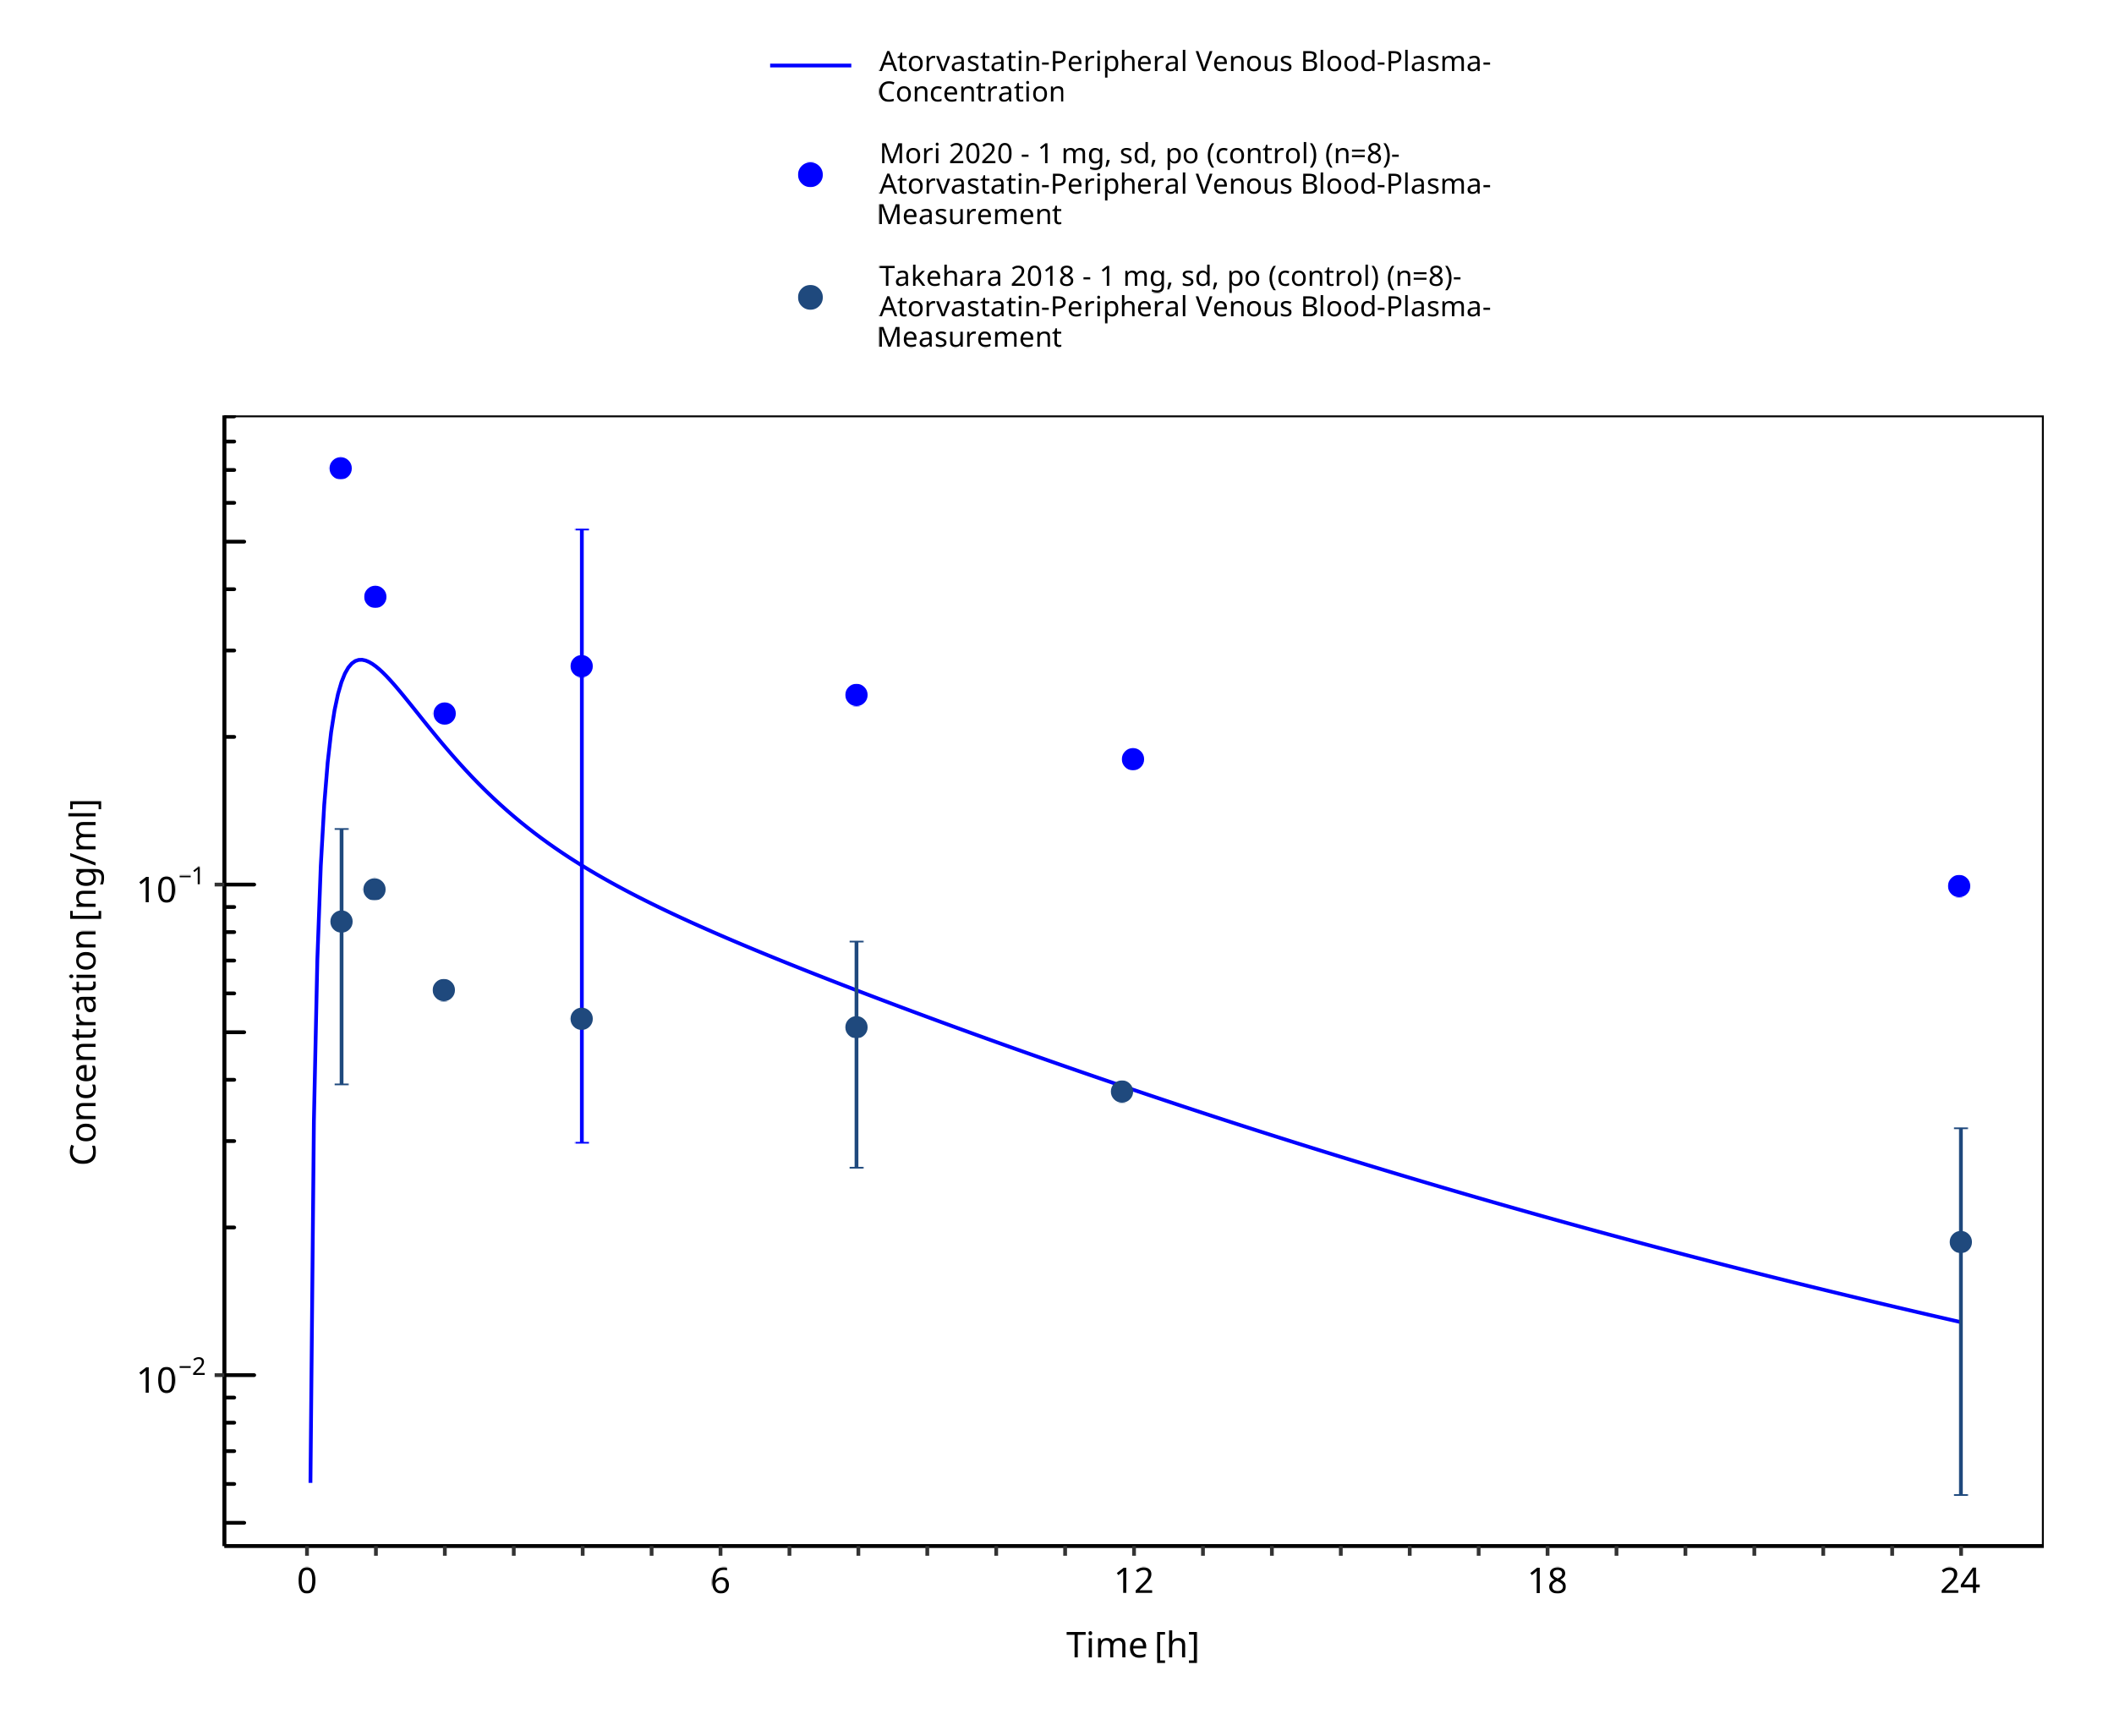 Atorvastatin-Peripheral Venous Blood-Plasma-
Concentration
Mori 2020 - 1 mg, sd, po (control) (n=8)-
Atorvastatin-Peripheral Venous Blood-Plasma-
Measurement
Takehara 2018 - 1 mg, sd, po (control) (n=8)-
Atorvastatin-Peripheral Venous Blood-Plasma-
Measurement
Concentration [ng/ml]
10⁻¹
10⁻²
0 6 12 18 24
Time [h]